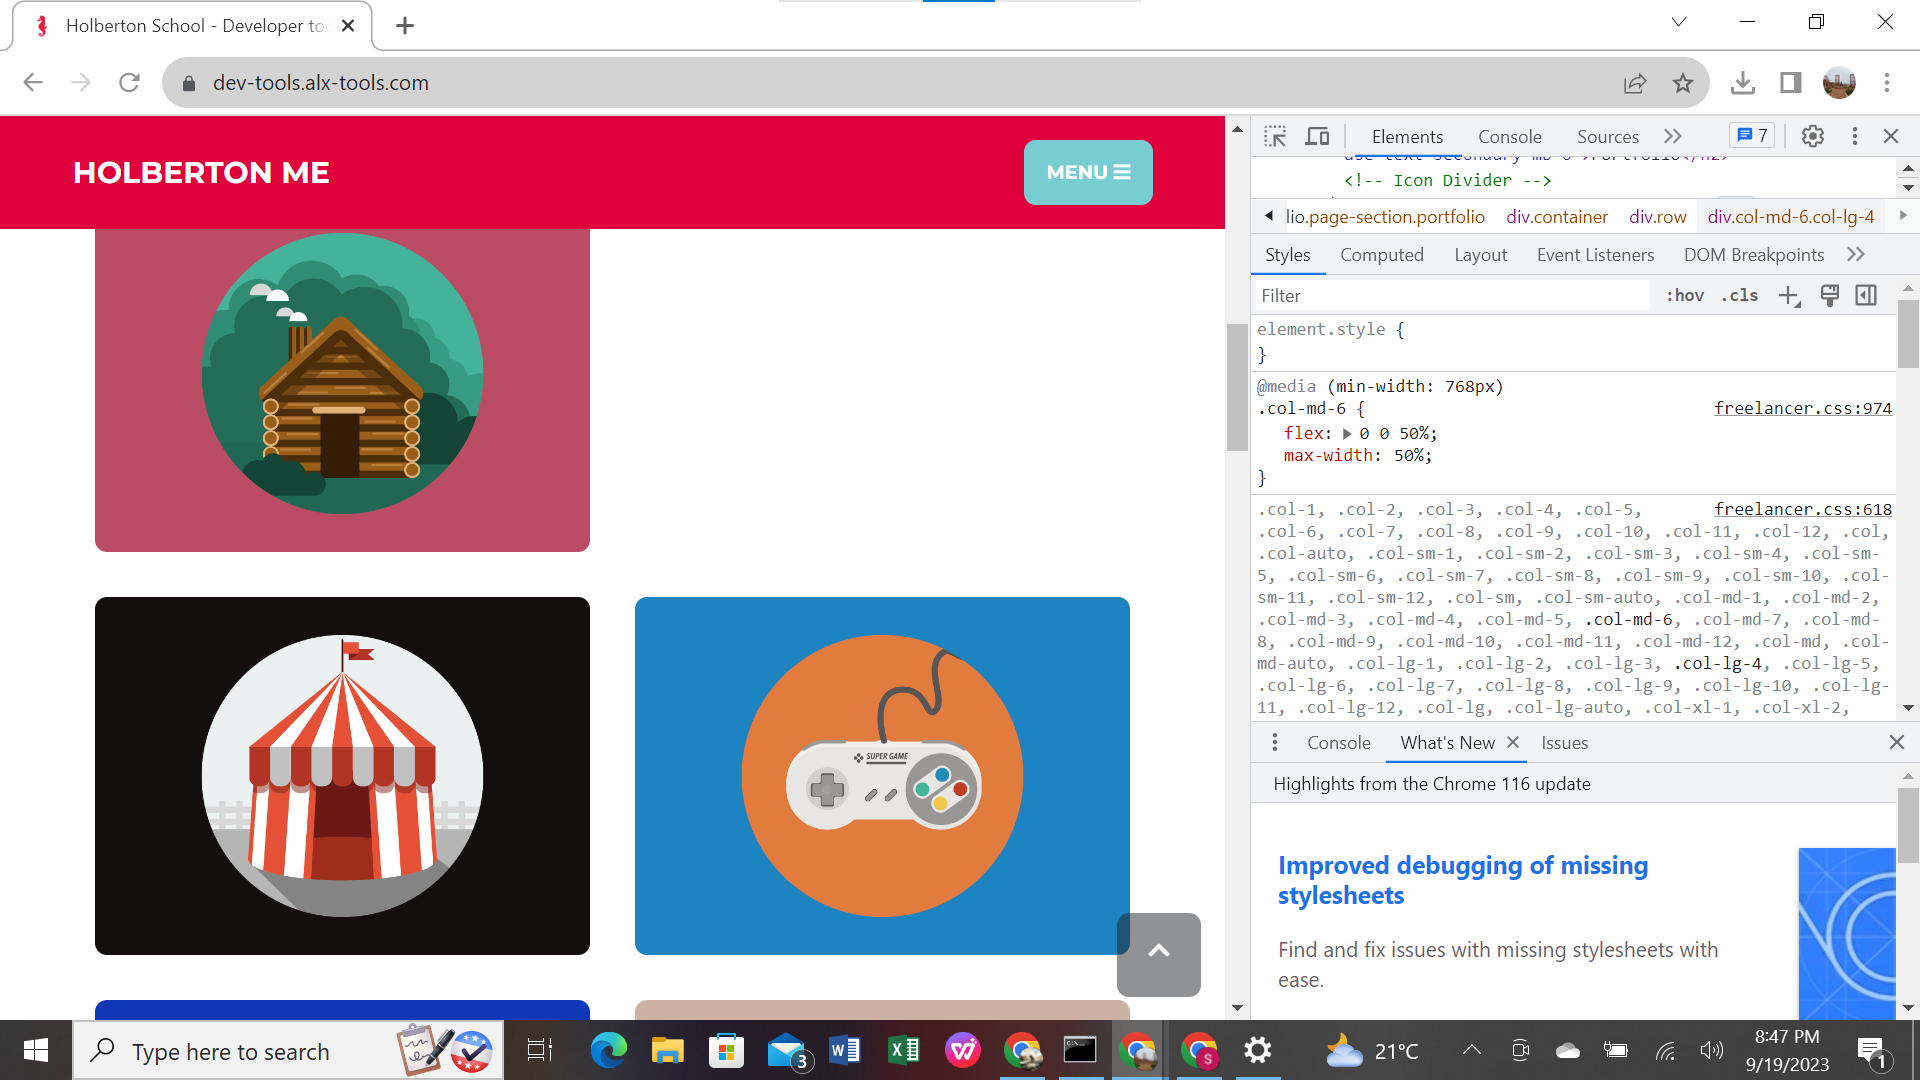 Holberton School - Developer to
dev-tools.alx-tools.com
HOLBERTON ME
MENU
SUPER GAME
Elements Console Sources 7
<!-- Icon Divider -->
lio.page-section.portfolio div.container div.row div.col-md-6.col-lg-4
Styles Computed Layout Event Listeners DOM Breakpoints
Filter :hov .cls
element.style {
}
@media (min-width: 768px)
.col-md-6 { freelancer.css:974
flex: 0 0 50%;
max-width: 50%;
}
.col-1, .col-2, .col-3, .col-4, .col-5, freelancer.css:618
.col-6, .col-7, .col-8, .col-9, .col-10, .col-11, .col-12, .col,
.col-auto, .col-sm-1, .col-sm-2, .col-sm-3, .col-sm-4, .col-sm-
5, .col-sm-6, .col-sm-7, .col-sm-8, .col-sm-9, .col-sm-10, .col-
sm-11, .col-sm-12, .col-sm, .col-sm-auto, .col-md-1, .col-md-2,
.col-md-3, .col-md-4, .col-md-5, .col-md-6, .col-md-7, .col-md-
8, .col-md-9, .col-md-10, .col-md-11, .col-md-12, .col-md, .col-
md-auto, .col-lg-1, .col-lg-2, .col-lg-3, .col-lg-4, .col-lg-5,
.col-lg-6, .col-lg-7, .col-lg-8, .col-lg-9, .col-lg-10, .col-lg-
11, .col-lg-12, .col-lg, .col-lg-auto, .col-xl-1, .col-xl-2,
Console What's New Issues
Highlights from the Chrome 116 update
Improved debugging of missing
stylesheets
Find and fix issues with missing stylesheets with
ease.
Type here to search
3
21°C
8:47 PM
9/19/2023
1